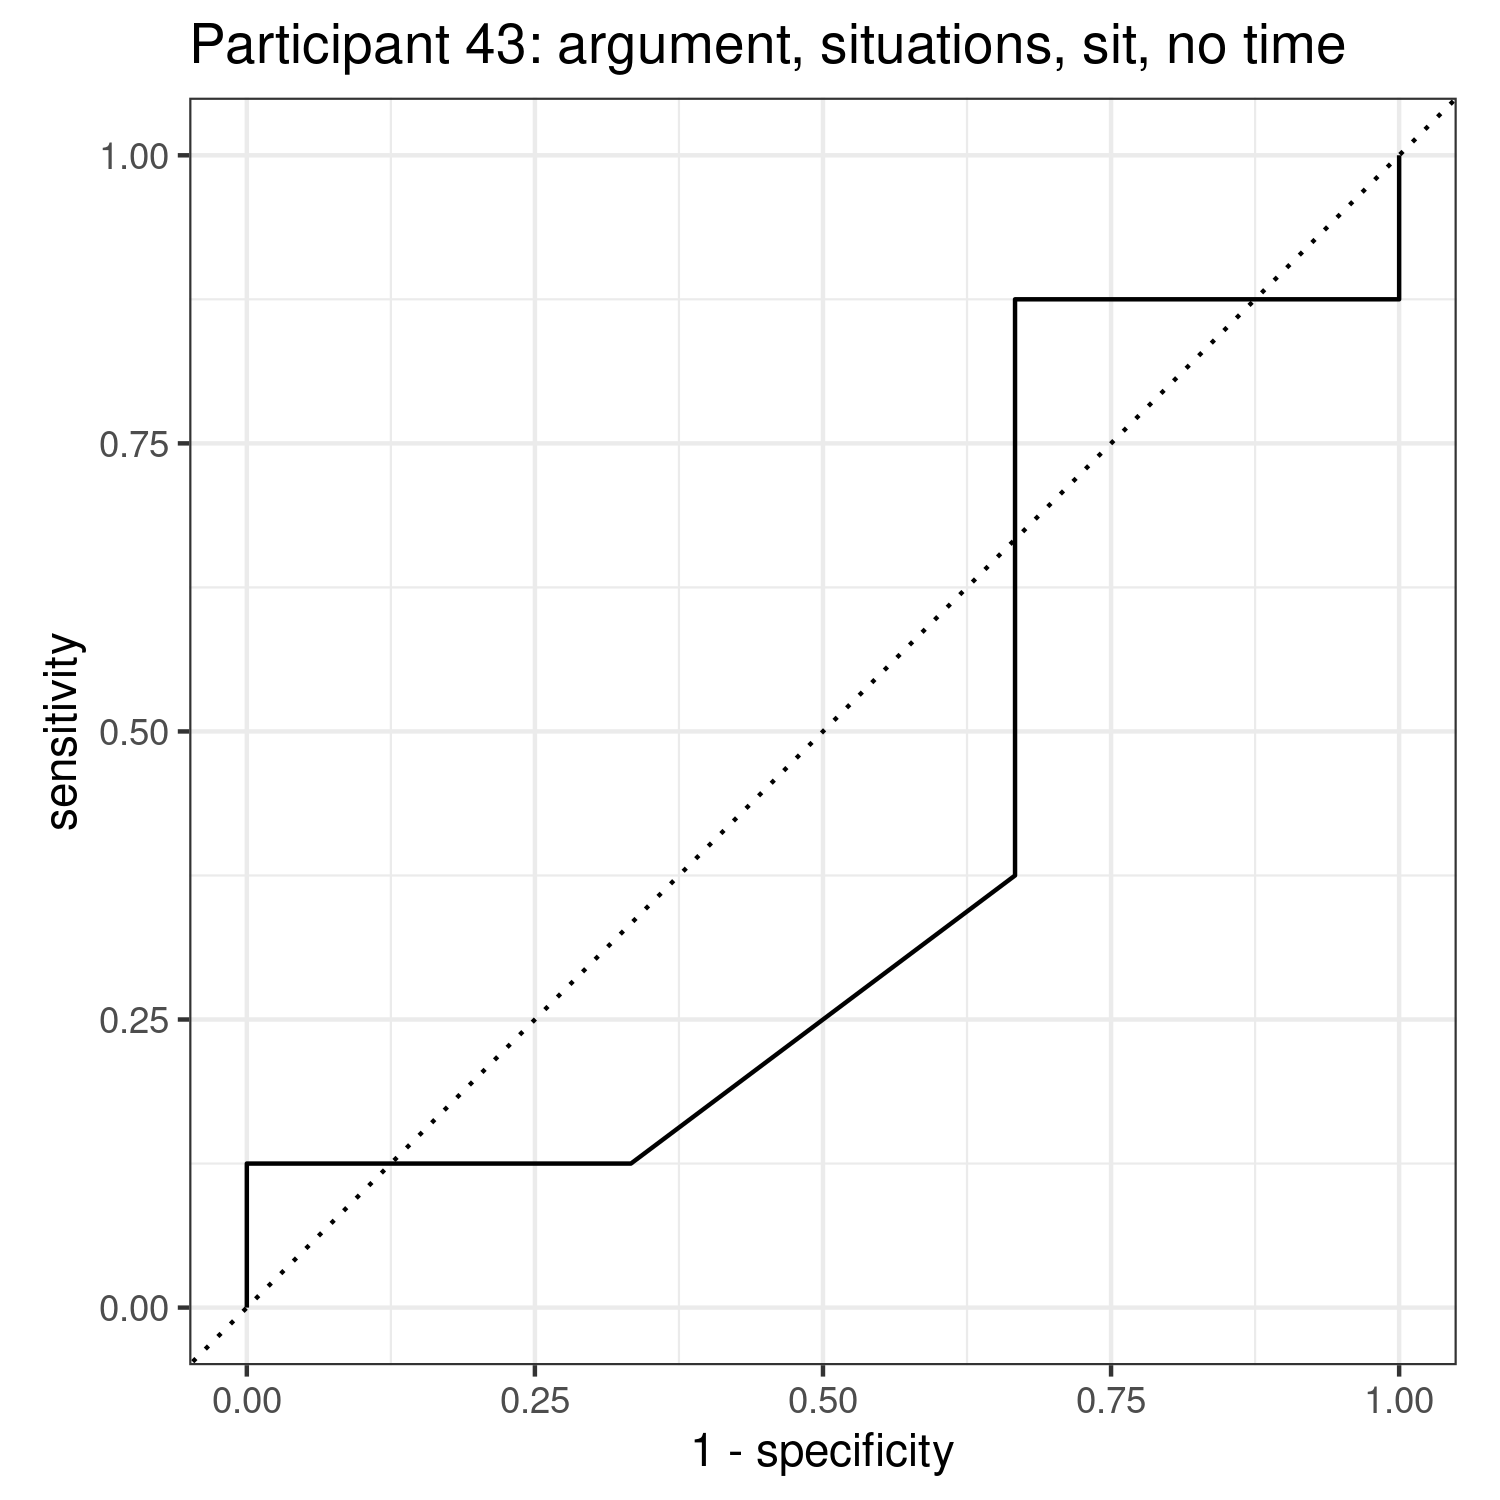 Participant 43: argument, situations, sit, no time
1.00
0.75
0.50
0.25
0.00
sensitivity
0.00 0.25 0.50 0.75 1.00
1 - specificity